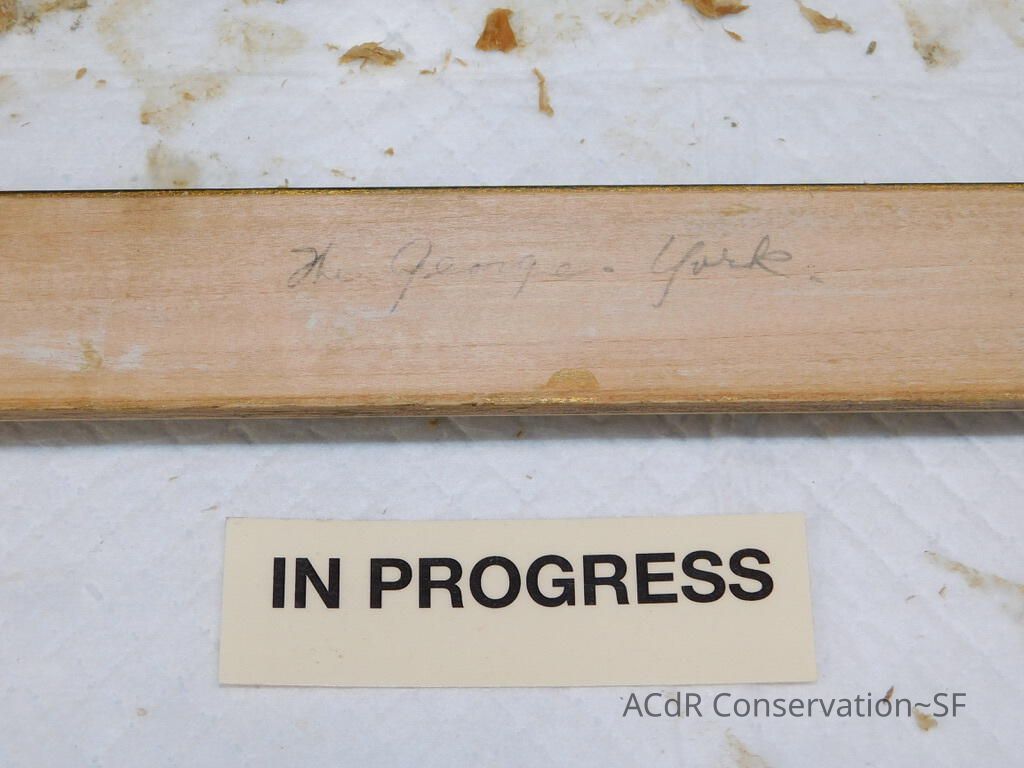 The George. York.
IN PROGRESS
ACdR Conservation~SF